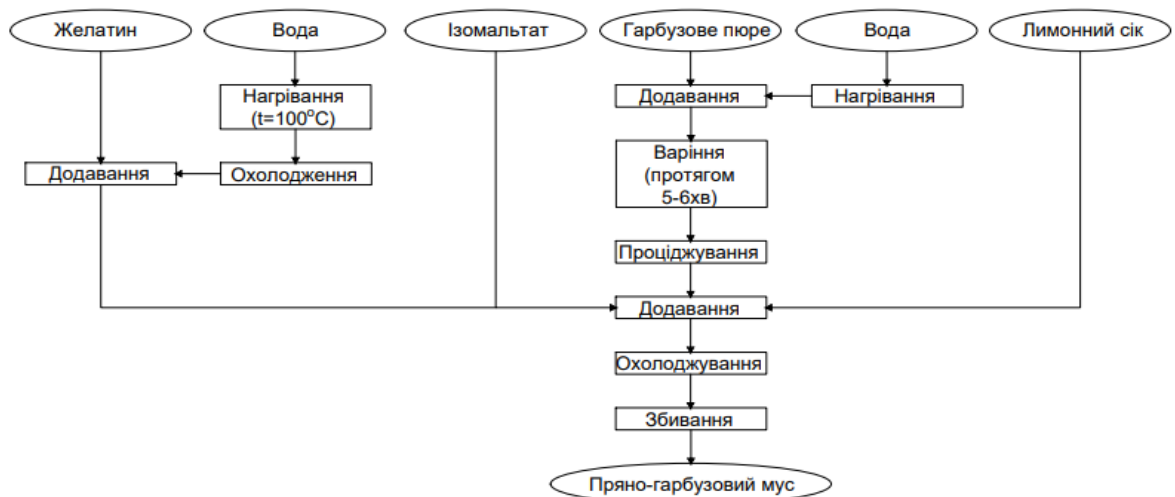 Желатин
Вода
Ізомальтат
Гарбузове пюре
Вода
Лимонний сік
Нагрівання
(t=100°C)
Додавання
Нагрівання
Варіння
(протягом
5-6хв)
Додавання
Охолодження
Проціджування
Додавання
Охолоджування
Збивання
Пряно-гарбузовий мус